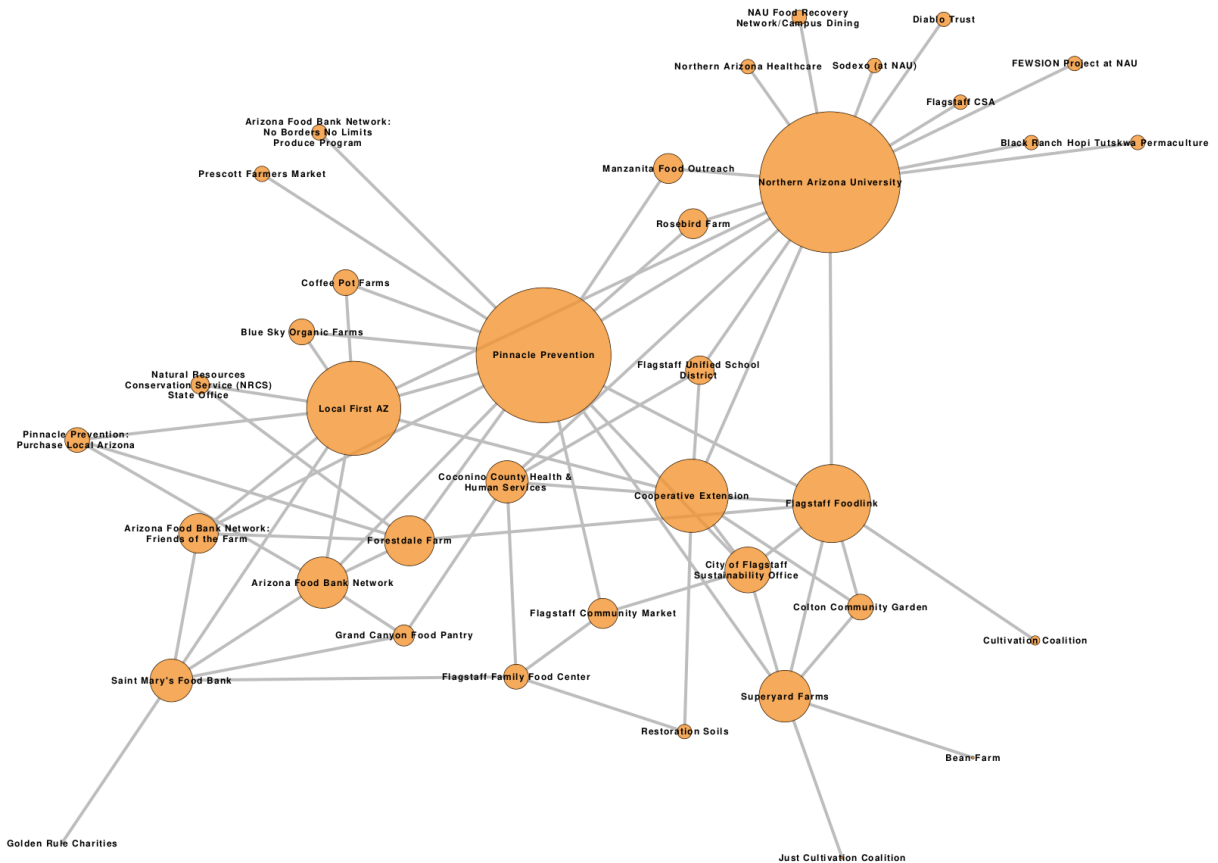 NAU Food Recovery
Network/Campus Dining
Diablo Trust
Northern Arizona Healthcare
Sodexo (at NAU)
FEWSION Project at NAU
Flagstaff CSA
Arizona Food Bank Network:
No Borders No Limits
Produce Program
Black Ranch Hopi Tutskwa Permaculture
Prescott Farmers Market
Manzanita Food Outreach
Northern Arizona University
Rosebird Farm
Coffee Pot Farms
Blue Sky Organic Farms
Pinnacle Prevention
Flagstaff Unified School
District
Natural Resources
Conservation Service (NRCS)
State Office
Local First AZ
Pinnacle Prevention:
Purchase Local Arizona
Coconino County Health &
Human Services
Cooperative Extension
Flagstaff Foodlink
Arizona Food Bank Network:
Friends of the Farm
Forestdale Farm
City of Flagstaff
Sustainability Office
Arizona Food Bank Network
Colton Community Garden
Flagstaff Community Market
Grand Canyon Food Pantry
Cultivation Coalition
Saint Mary's Food Bank
Flagstaff Family Food Center
Superyard Farms
Restoration Soils
Bean Farm
Golden Rule Charities
Just Cultivation Coalition